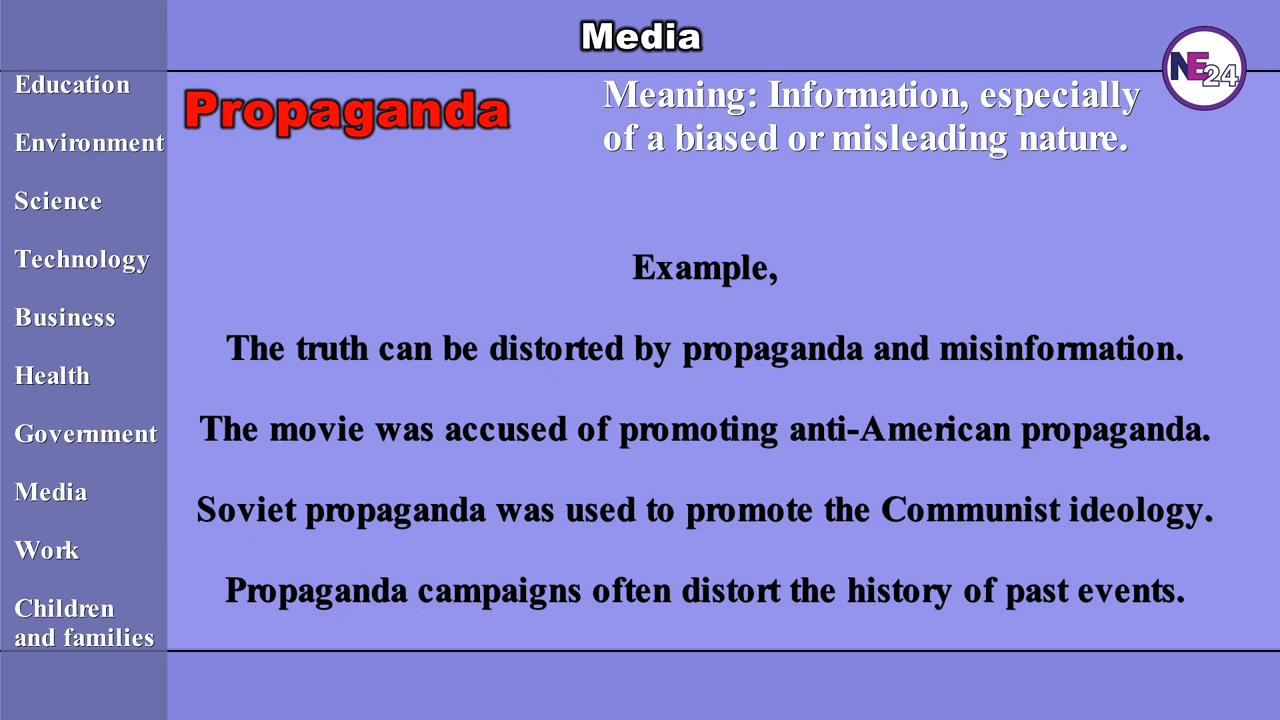 Media
NE24
Education
Environment
Science
Technology
Business
Health
Government
Media
Work
Children
and families
Propaganda
Meaning: Information, especially
of a biased or misleading nature.
Example,
The truth can be distorted by propaganda and misinformation.
The movie was accused of promoting anti-American propaganda.
Soviet propaganda was used to promote the Communist ideology.
Propaganda campaigns often distort the history of past events.